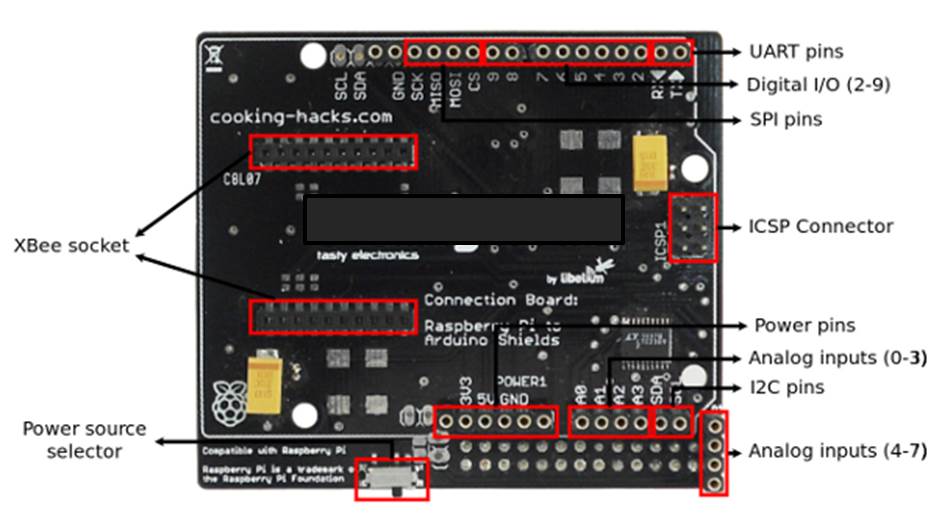 UART pins
Digital I/O (2-9)
SPI pins
SCL
SDA
GND
SCK
MISO
MOSI
CS
9
8
7
6
5
4
3
2
RX
TX
cooking-hacks.com
C8L07
XBee socket
ICSP1
ICSP Connector
tasty electronics
by libelium
Connection Board:
Raspberry Pi to
Arduino Shields
Power pins
Analog inputs (0-3)
I2C pins
3V3
5V
POWER1
GND
A0
A1
A2
A3
SDA
Power source
selector
Compatible with Raspberry Pi
Raspberry Pi is a trademark of
the Raspberry Pi Foundation
Analog inputs (4-7)